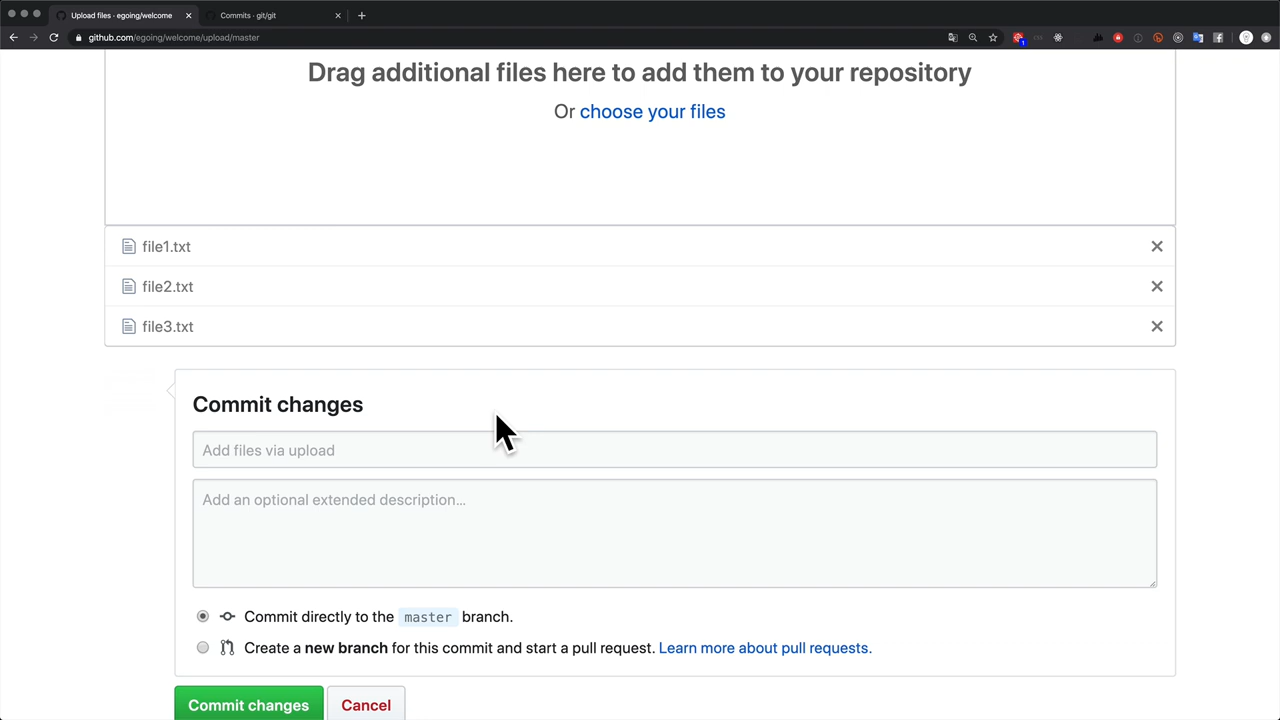 Upload files · egoing/welcome
Commits · git/git
github.com/egoing/welcome/upload/master
Drag additional files here to add them to your repository
Or choose your files
file1.txt
file2.txt
file3.txt
Commit changes
Add files via upload
Add an optional extended description...
Commit directly to the master branch.
Create a new branch for this commit and start a pull request. Learn more about pull requests.
Commit changes
Cancel